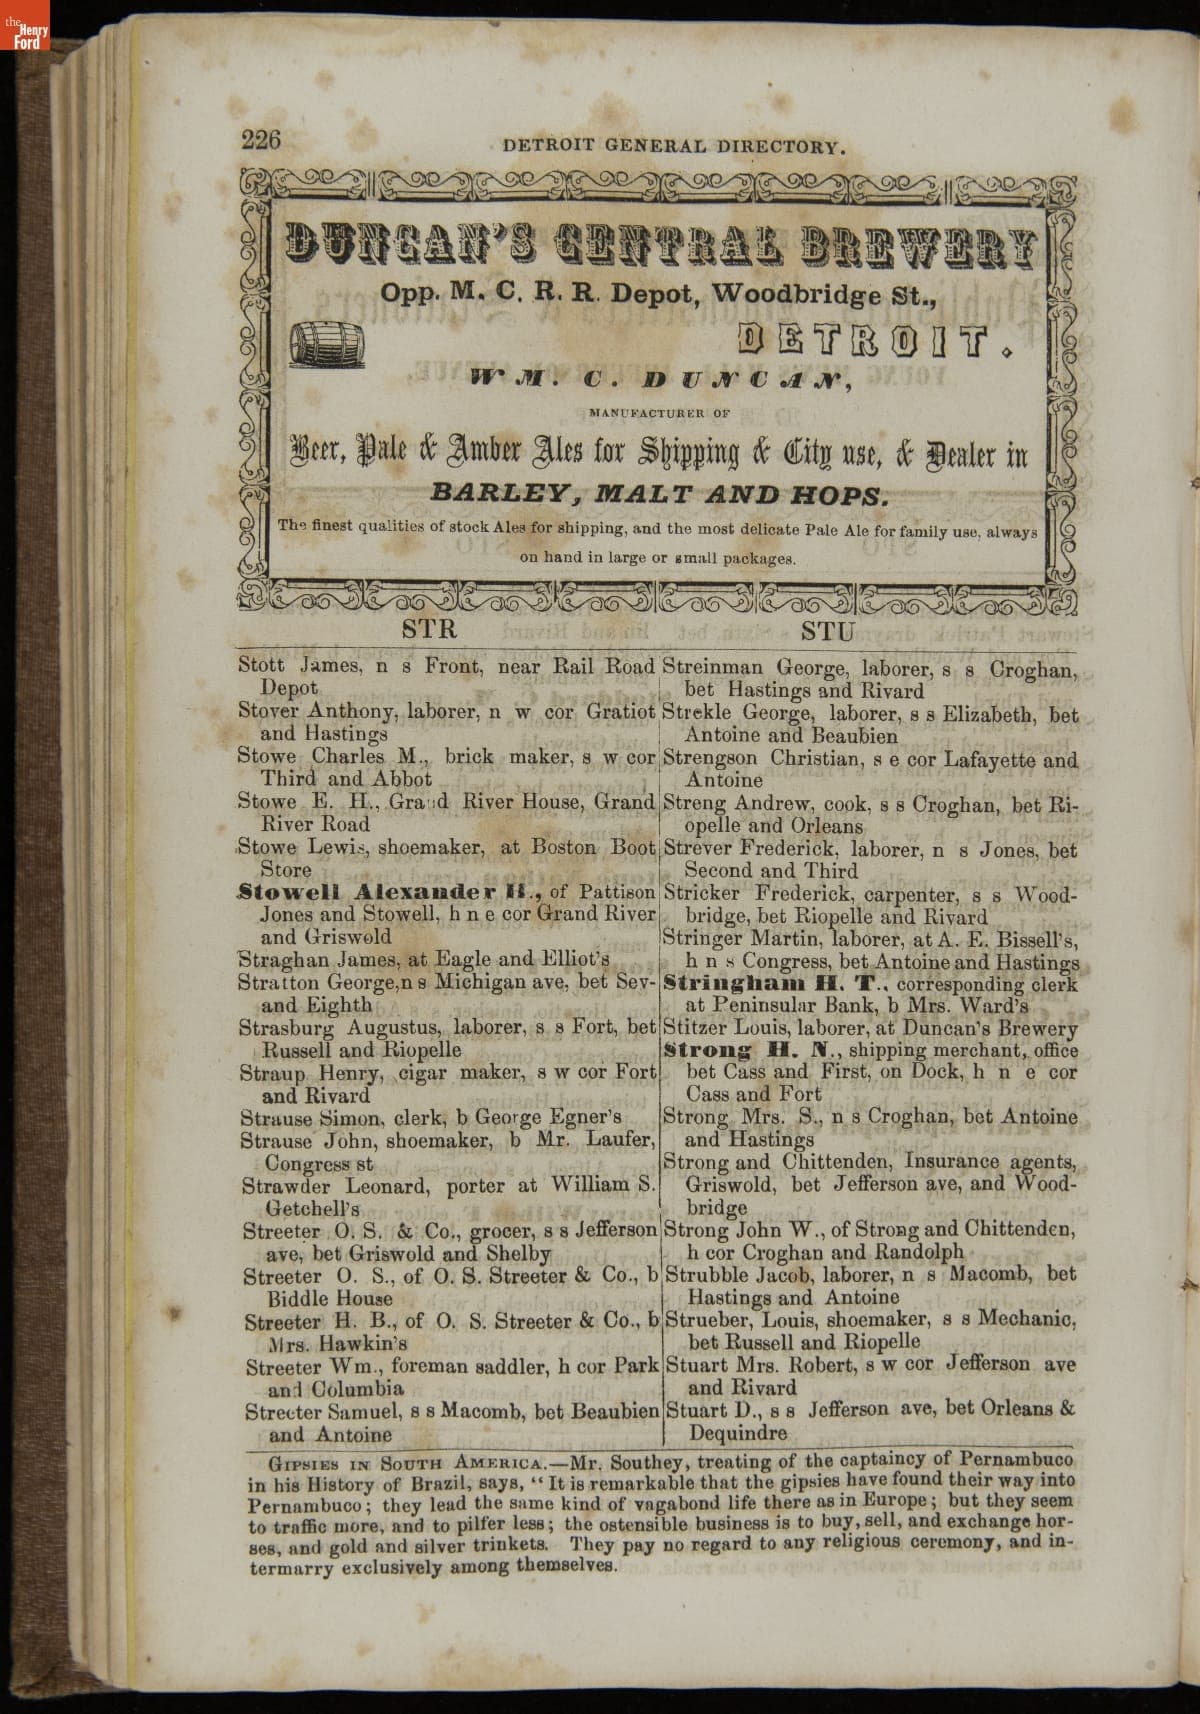 the Henry Ford
226
DETROIT GENERAL DIRECTORY.
DUNCAN'S CENTRAL BREWERY
Opp. M. C. R. R. Depot, Woodbridge St.,
DETROIT.
WM. C. DUNCAN,
MANUFACTURER OF
Beer, Pale & Amber Ales for Shipping & City use, & Dealer in
BARLEY, MALT AND HOPS.
The finest qualities of stock Ales for shipping, and the most delicate Pale Ale for family use, always
on hand in large or small packages.
STR
Stott James, n s Front, near Rail Road
Depot
Stover Anthony, laborer, n w cor Gratiot
and Hastings
Stowe Charles M., brick maker, s w cor
Third and Abbot
Stowe E. H., Grand River House, Grand
River Road
Stowe Lewis, shoemaker, at Boston Boot
Store
Stowell Alexander H., of Pattison
Jones and Stowell, h n e cor Grand River
and Griswold
Straghan James, at Eagle and Elliot's
Stratton George, n s Michigan ave, bet Sev-
and Eighth
Strasburg Augustus, laborer, s s Fort, bet
Russell and Riopelle
Straup Henry, cigar maker, s w cor Fort
and Rivard
Strause Simon, clerk, b George Egner's
Strause John, shoemaker, b Mr. Laufer,
Congress st
Strawder Leonard, porter at William S.
Getchell's
Streeter O. S. & Co., grocer, s s Jefferson
ave, bet Griswold and Shelby
Streeter O. S., of O. S. Streeter & Co., b
Biddle House
Streeter H. B., of O. S. Streeter & Co., b
Mrs. Hawkin's
Streeter Wm., foreman saddler, h cor Park
and Columbia
Streeter Samuel, s s Macomb, bet Beaubien
and Antoine
STU
Streinman George, laborer, s s Croghan,
bet Hastings and Rivard
Strekle George, laborer, s s Elizabeth, bet
Antoine and Beaubien
Strengson Christian, s e cor Lafayette and
Antoine
Streng Andrew, cook, s s Croghan, bet Ri-
opelle and Orleans
Strever Frederick, laborer, n s Jones, bet
Second and Third
Stricker Frederick, carpenter, s s Wood-
bridge, bet Riopelle and Rivard
Stringer Martin, laborer, at A. E. Bissell's,
h n s Congress, bet Antoine and Hastings
Stringham H. T., corresponding clerk
at Peninsular Bank, b Mrs. Ward's
Stitzer Louis, laborer, at Duncan's Brewery
Strong H. N., shipping merchant, office
bet Cass and First, on Dock, h n e cor
Cass and Fort
Strong Mrs. S., n s Croghan, bet Antoine
and Hastings
Strong and Chittenden, Insurance agents,
Griswold, bet Jefferson ave, and Wood-
bridge
Strong John W., of Strong and Chittenden,
h cor Croghan and Randolph
Strubble Jacob, laborer, n s Macomb, bet
Hastings and Antoine
Strueber, Louis, shoemaker, s s Mechanic,
bet Russell and Riopelle
Stuart Mrs. Robert, s w cor Jefferson ave
and Rivard
Stuart D., s s Jefferson ave, bet Orleans &
Dequindre
GIPSIES IN SOUTH AMERICA.—Mr. Southey, treating of the captaincy of Pernambuco
in his History of Brazil, says, "It is remarkable that the gipsies have found their way into
Pernambuco; they lead the same kind of vagabond life there as in Europe; but they seem
to traffic more, and to pilfer less; the ostensible business is to buy, sell, and exchange hor-
ses, and gold and silver trinkets. They pay no regard to any religious ceremony, and in-
termarry exclusively among themselves.